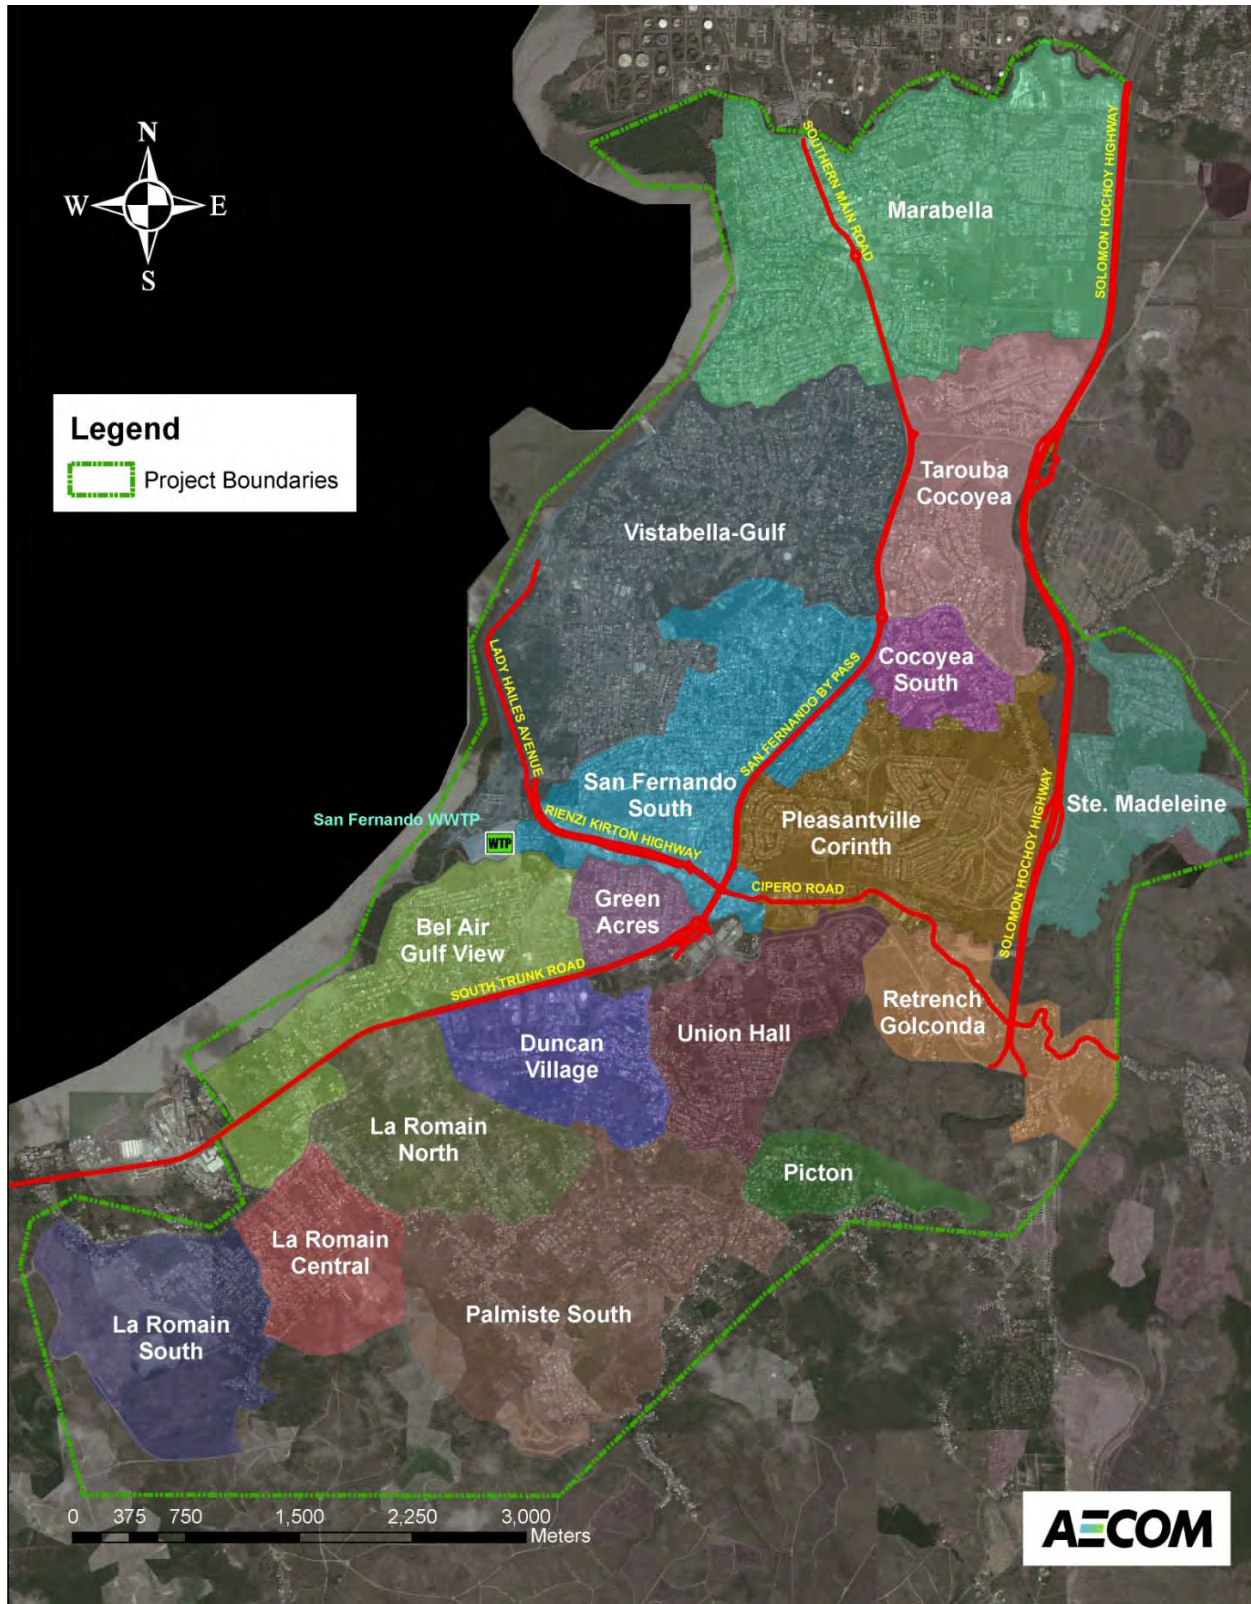 N
W E
S
Legend
Project Boundaries
SOUTHERN MAIN ROAD
Marabella
SOLOMON HOCHOY HIGHWAY
Tarouba
Cocoyea
Vistabella-Gulf
LADY HAILES AVENUE
Cocoyea
South
SAN FERNANDO BY PASS
San Fernando
South
Ste. Madeleine
SOLOMON HOCHOY HIGHWAY
Pleasantville
Corinth
San Fernando WWTP
WTP
RIENZI KIRTON HIGHWAY
CIPERO ROAD
Green
Acres
Bel Air
Gulf View
SOUTH TRUNK ROAD
Retrench
Golconda
Union Hall
Duncan
Village
La Romain
North
Picton
La Romain
Central
Palmiste South
La Romain
South
0 375 750 1,500 2,250 3,000
Meters
AECOM